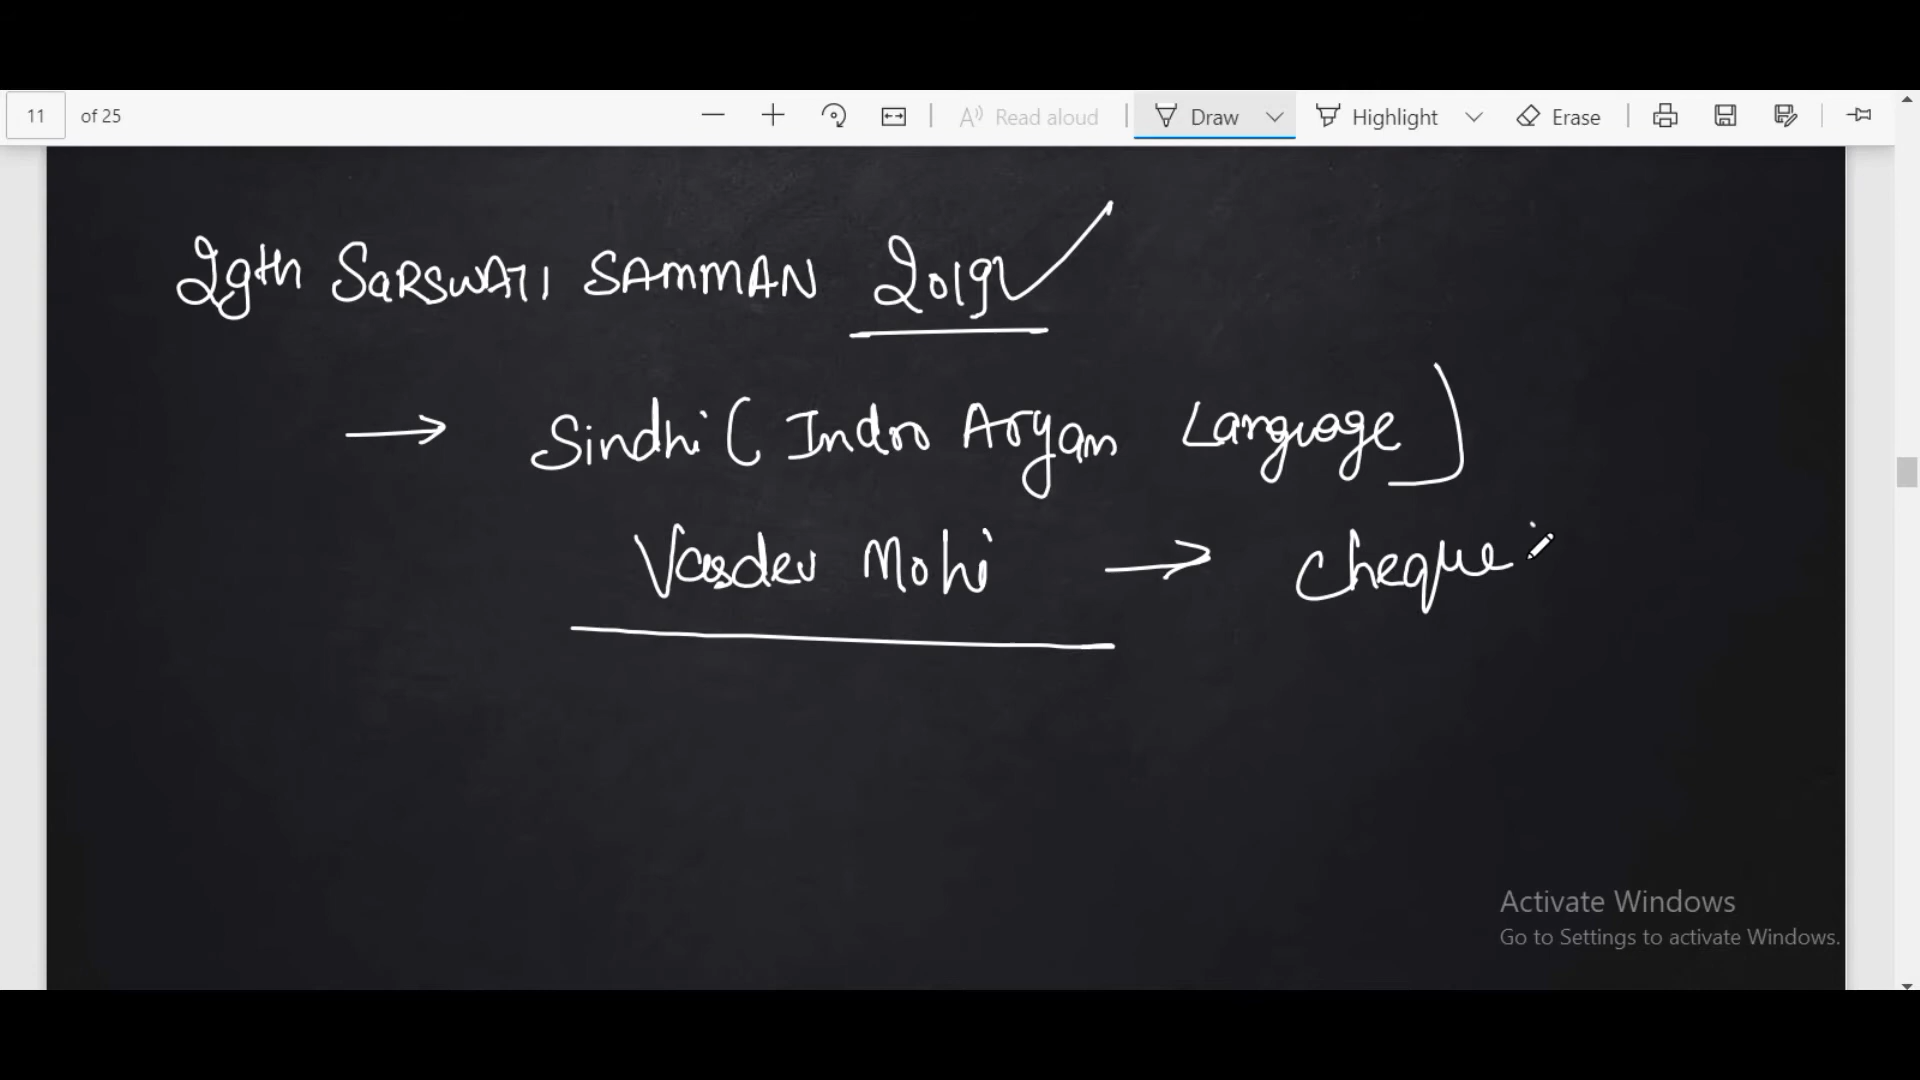 11 of 25 Read aloud Draw Highlight Erase
29th SARSWATI SAMMAN 2019
→ Sindhi ( Indro Aryan Language )
Vasdev Mohi → Cheque
Activate Windows
Go to Settings to activate Windows.